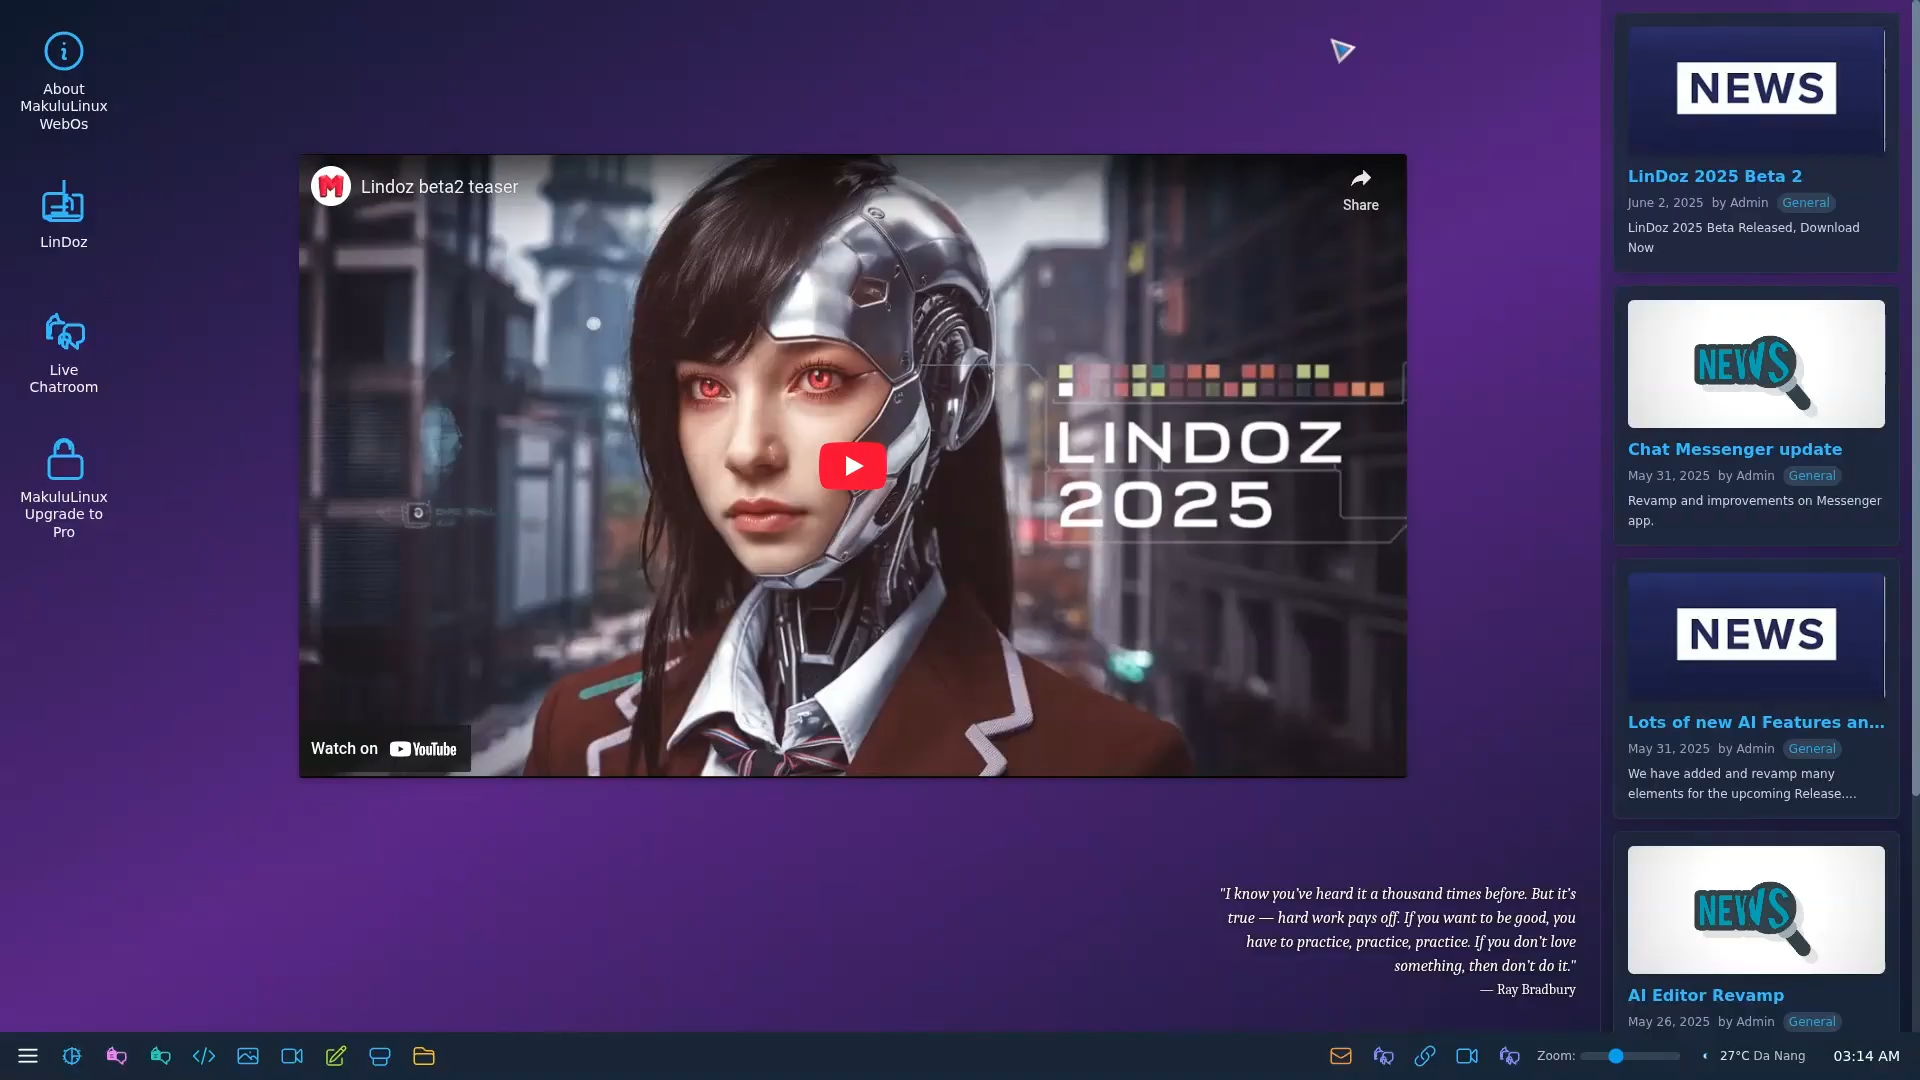 About
MakuluLinux
WebOs
LinDoz
Live
Chatroom
MakuluLinux
Upgrade to
Pro
Lindoz beta2 teaser
Share
LINDOZ
2025
Watch on YouTube
"I know you've heard it a thousand times before. But it's
true — hard work pays off. If you want to be good, you
have to practice, practice, practice. If you don't love
something, then don't do it."
— Ray Bradbury
NEWS
LinDoz 2025 Beta 2
June 2, 2025 by Admin General
LinDoz 2025 Beta Released, Download
Now
NEWS
Chat Messenger update
May 31, 2025 by Admin General
Revamp and improvements on Messenger
app.
NEWS
Lots of new AI Features an...
May 31, 2025 by Admin General
We have added and revamp many
elements for the upcoming Release....
NEWS
AI Editor Revamp
May 26, 2025 by Admin General
Zoom:
27°C Da Nang
03:14 AM